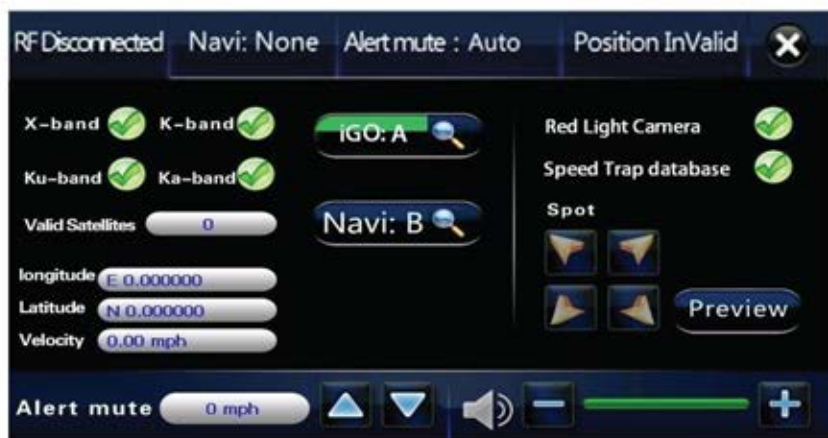 RF Disconnected Navi: None Alert mute : Auto Position InValid
X-band K-band
Ku-band Ka-band
Valid Satellites 0
longitude E 0.000000
Latitude N 0.000000
Velocity 0.00 mph
iGO: A
Navi: B
Red Light Camera
Speed Trap database
Spot
Preview
Alert mute 0 mph